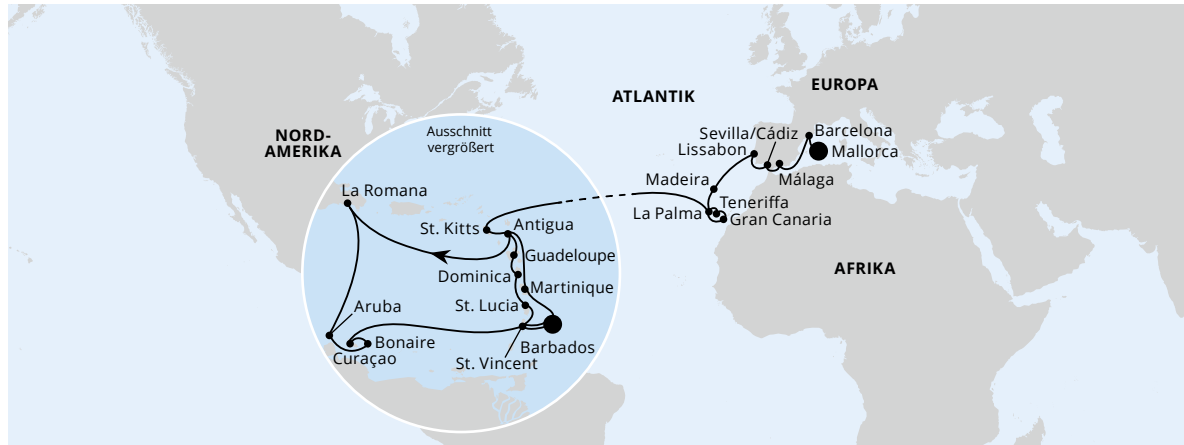 EUROPA
ATLANTIK
NORD-
AMERIKA
Ausschnitt
vergrößert
Sevilla/Cádiz
Barcelona
Lissabon
Mallorca
Málaga
Madeira
La Romana
Teneriffa
La Palma
Gran Canaria
St. Kitts
Antigua
Guadeloupe
AFRIKA
Dominica
Martinique
St. Lucia
Aruba
Bonaire
Barbados
Curaçao
St. Vincent